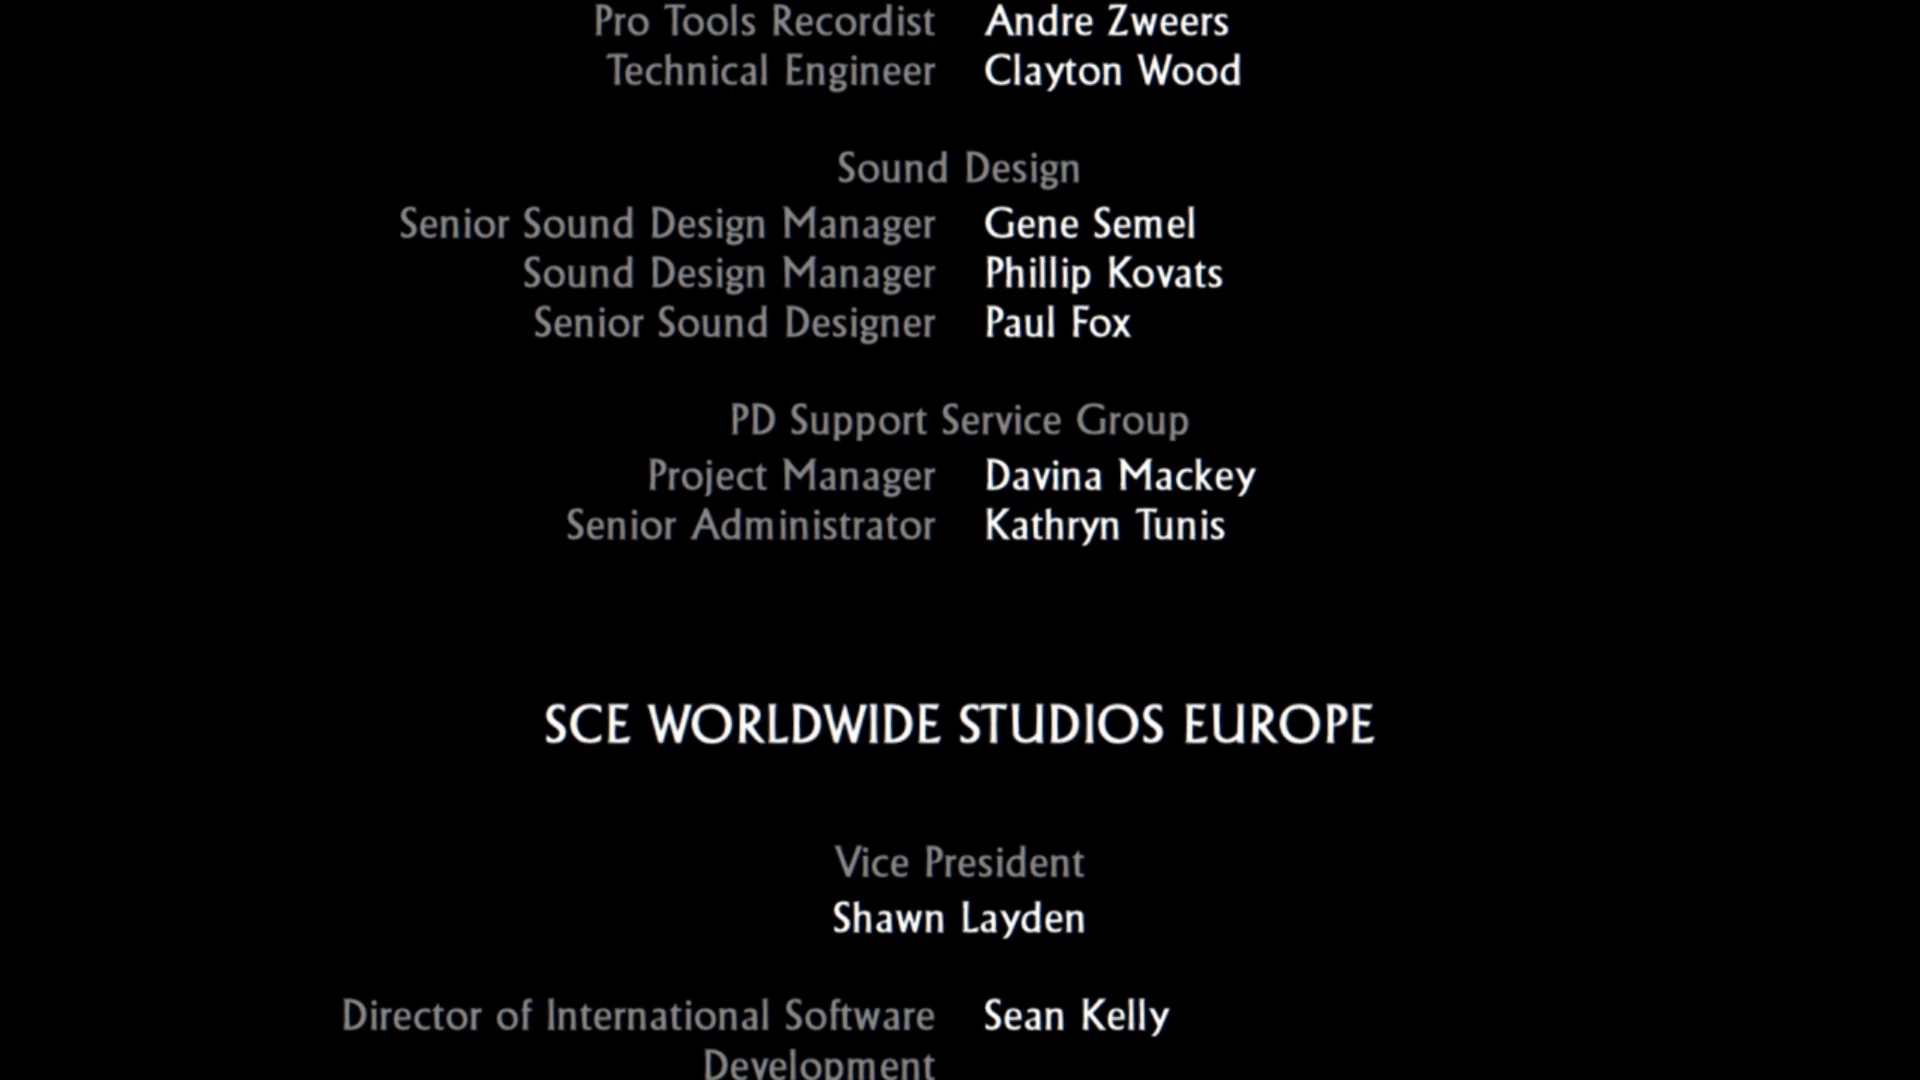 Pro Tools Recordist Andre Zweers
Technical Engineer Clayton Wood
Sound Design
Senior Sound Design Manager Gene Semel
Sound Design Manager Phillip Kovats
Senior Sound Designer Paul Fox
PD Support Service Group
Project Manager Davina Mackey
Senior Administrator Kathryn Tunis
SCE WORLDWIDE STUDIOS EUROPE
Vice President
Shawn Layden
Director of International Software Sean Kelly
Development